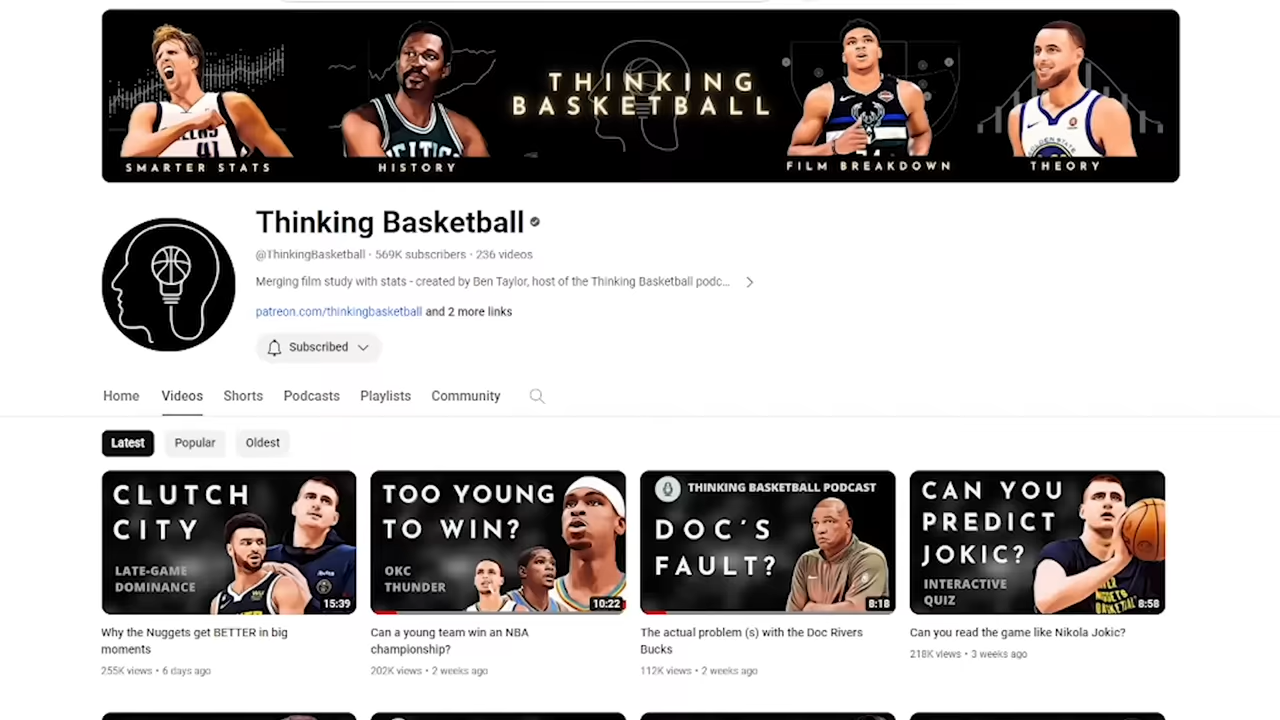 THINKING
BASKETBALL
SMARTER STATS
HISTORY
FILM BREAKDOWN
THEORY
Thinking Basketball
@ThinkingBasketball · 569K subscribers · 236 videos
Merging film study with stats - created by Ben Taylor, host of the Thinking Basketball podc...
patreon.com/thinkingbasketball and 2 more links
Subscribed
Home Videos Shorts Podcasts Playlists Community
Latest Popular Oldest
CLUTCH
CITY
LATE-GAME
DOMINANCE
15:39
Why the Nuggets get BETTER in big
moments
255K views • 6 days ago
TOO YOUNG
TO WIN?
OKC
THUNDER
10:22
Can a young team win an NBA
championship?
202K views • 2 weeks ago
THINKING BASKETBALL PODCAST
DOC'S
FAULT?
8:18
The actual problem (s) with the Doc Rivers
Bucks
112K views • 2 weeks ago
CAN YOU
PREDICT
JOKIC?
INTERACTIVE
QUIZ
8:58
Can you read the game like Nikola Jokic?
218K views • 3 weeks ago